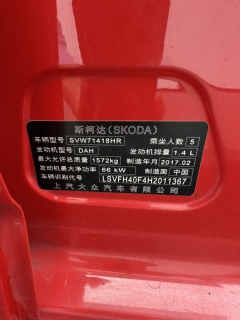 斯柯达(SKODA)
车辆型号 SVW71418HR 乘坐人数 5
发动机型号 DAH 发动机排量 1.4 L
最大允许总质量 1572kg 制造年月 2017.02
发动机最大净功率 66 kW 制造国 中国
车辆识别代号 LSVFH40F4H2011367
上汽大众汽车有限公司